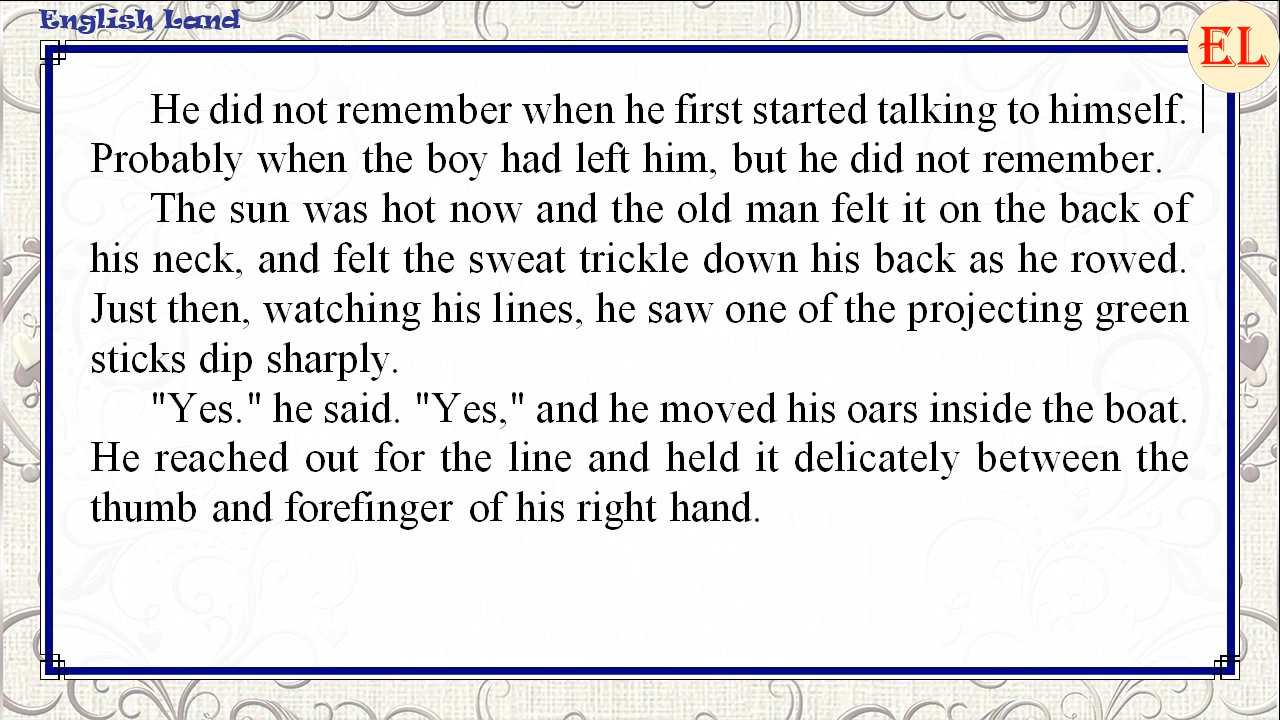 English Land
EL
He did not remember when he first started talking to himself.
Probably when the boy had left him, but he did not remember.
The sun was hot now and the old man felt it on the back of
his neck, and felt the sweat trickle down his back as he rowed.
Just then, watching his lines, he saw one of the projecting green
sticks dip sharply.
"Yes." he said. "Yes," and he moved his oars inside the boat.
He reached out for the line and held it delicately between the
thumb and forefinger of his right hand.